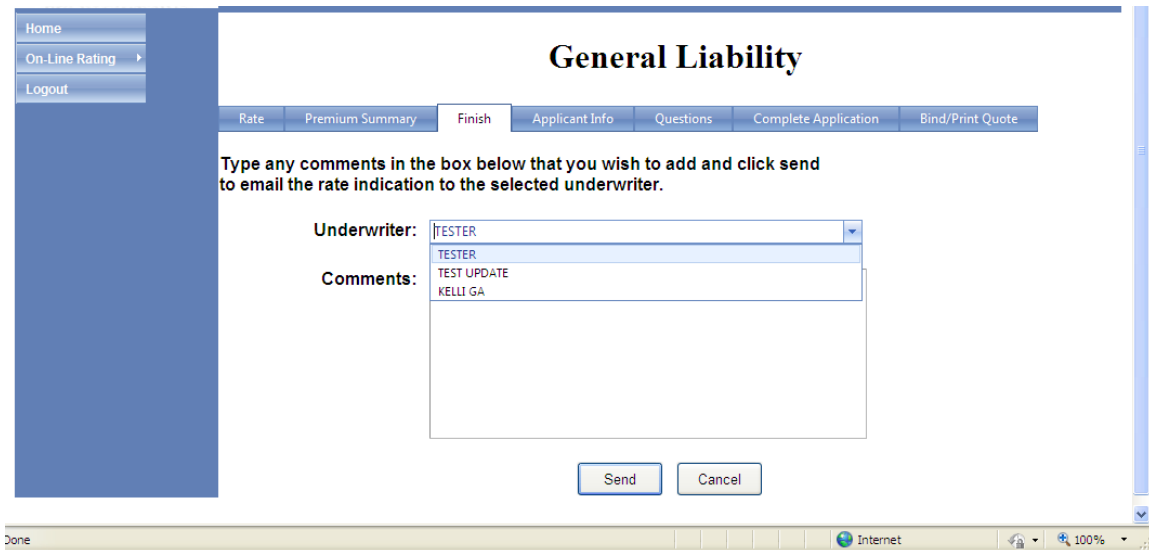 Home
On-Line Rating
Logout
General Liability
Rate Premium Summary Finish Applicant Info Questions Complete Application Bind/Print Quote
Type any comments in the box below that you wish to add and click send
to email the rate indication to the selected underwriter.
Underwriter: TESTER
TESTER
TEST UPDATE
KELLI GA
Comments:
Send Cancel
Done Internet 100%